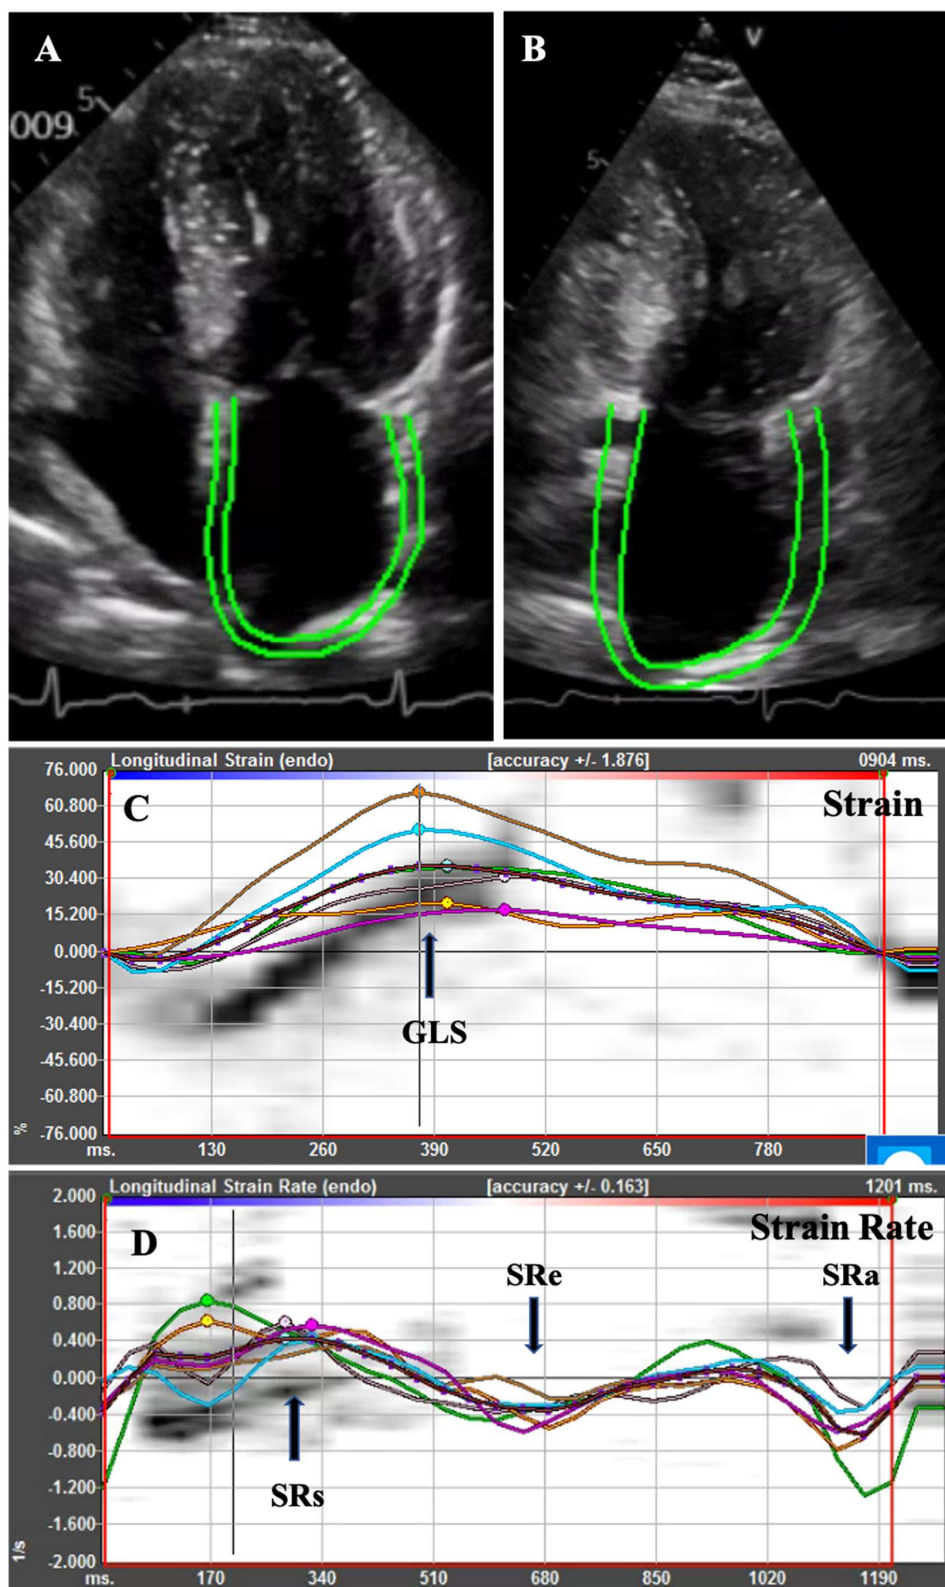 A
B
V
009
5
5
Longitudinal Strain (endo) [accuracy +/- 1.876] 0904 ms.
76.000
C
Strain
60.800
45.600
30.400
15.200
0.000
-15.200
-30.400
GLS
-45.600
-60.800
-76.000
%
ms. 130 260 390 520 650 780
Longitudinal Strain Rate (endo) [accuracy +/- 0.163] 1201 ms.
2.000
D
Strain Rate
1.600
1.200
SRe
SRa
0.800
0.400
0.000
-0.400
-0.800
-1.200
SRs
-1.600
-2.000
1/s
ms. 170 340 510 680 850 1020 1190